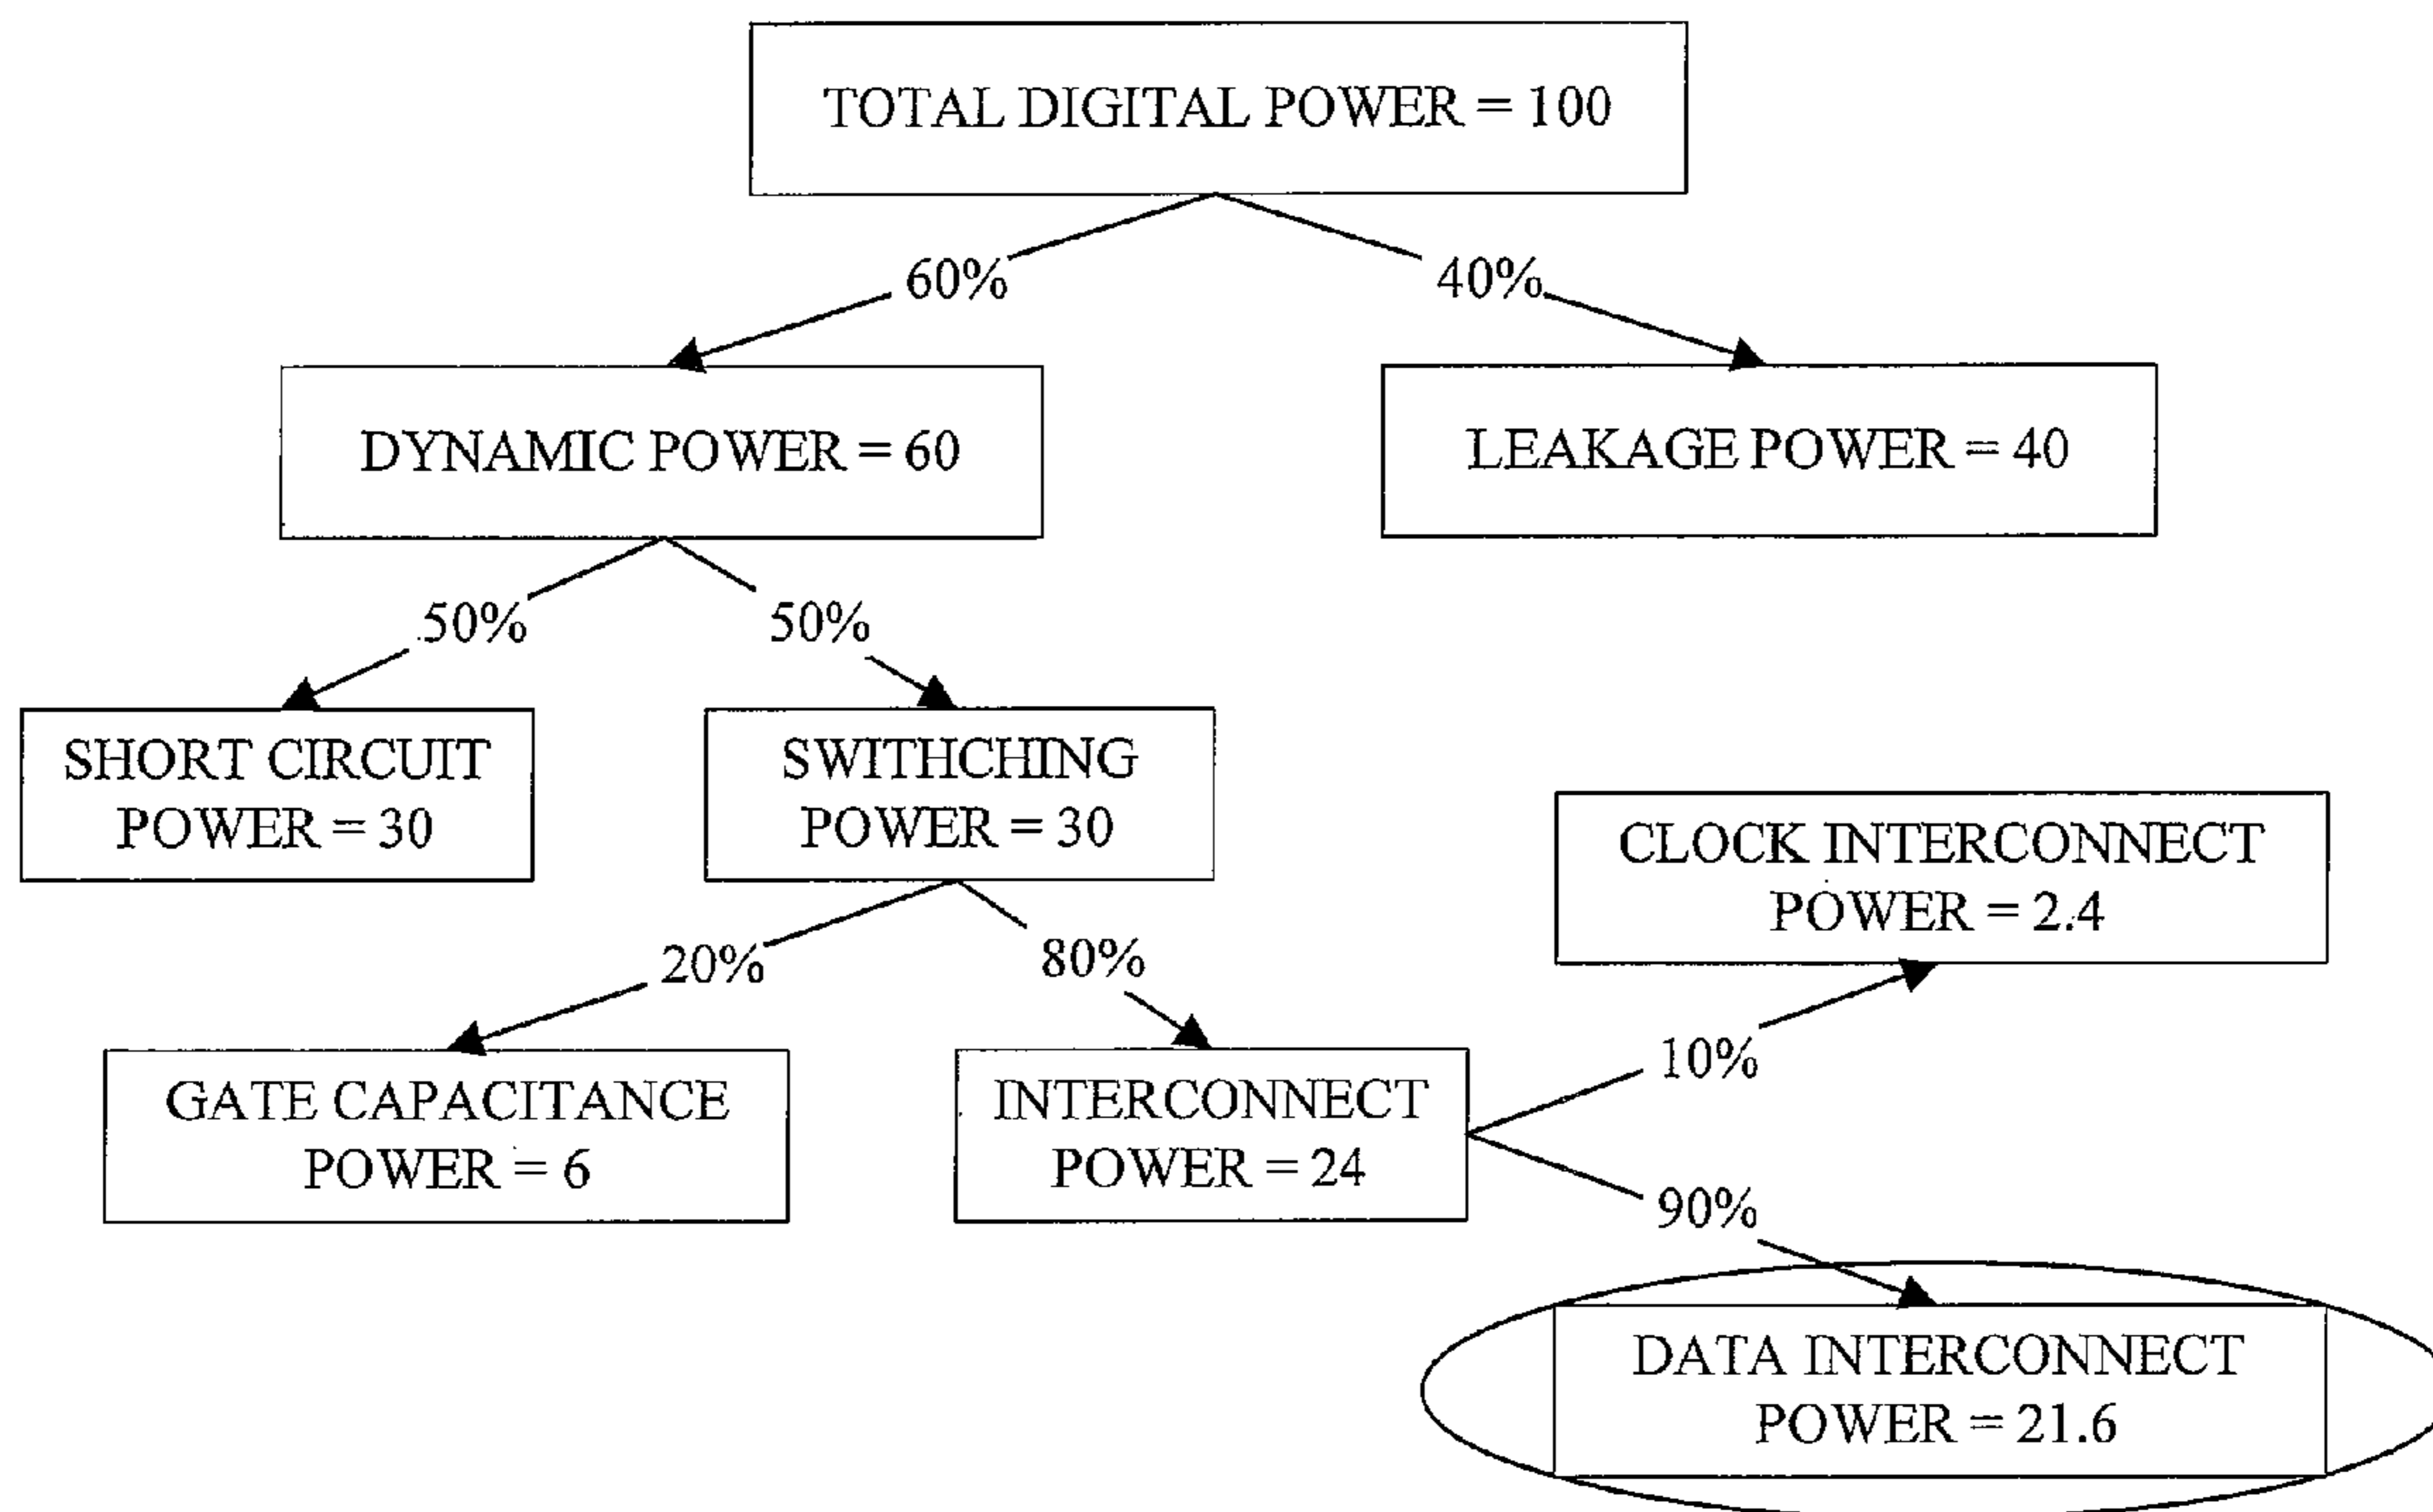 TOTAL DIGITAL POWER = 100
60%
40%
DYNAMIC POWER = 60
LEAKAGE POWER = 40
50%
50%
SHORT CIRCUIT
POWER = 30
SWITHCHING
POWER = 30
CLOCK INTERCONNECT
POWER = 2.4
20%
80%
10%
GATE CAPACITANCE
POWER = 6
INTERCONNECT
POWER = 24
90%
DATA INTERCONNECT
POWER = 21.6